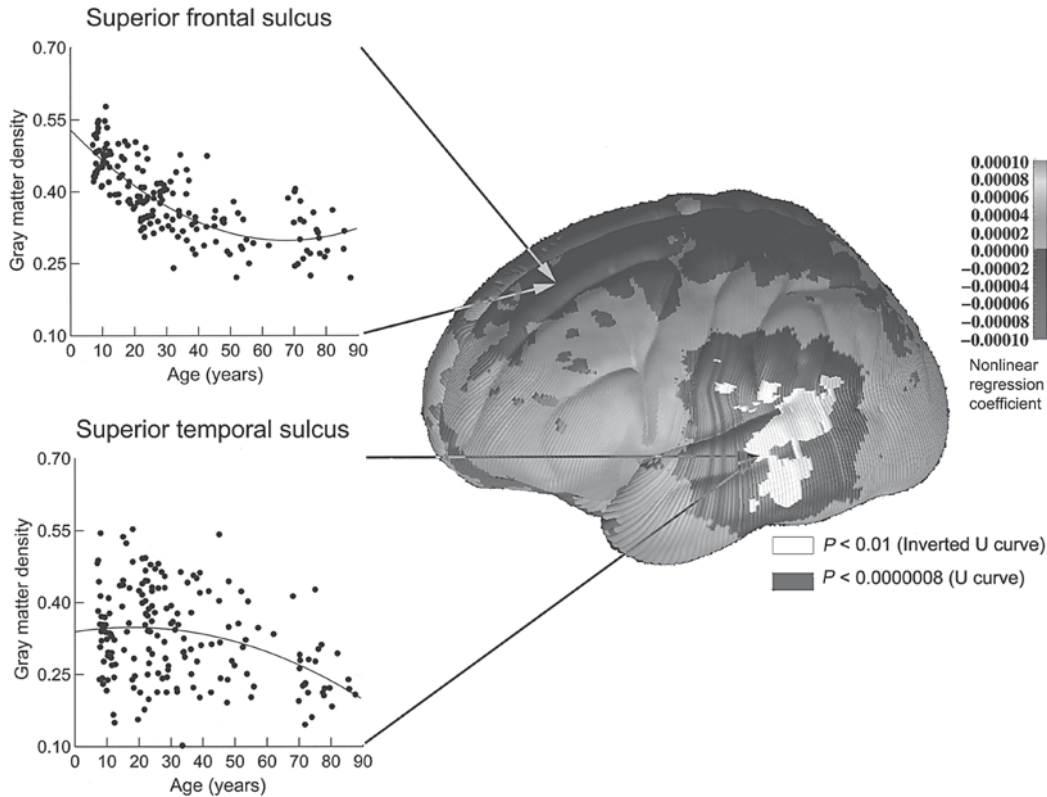 Superior frontal sulcus
0.70
0.55
0.40
0.25
0.10
Gray matter density
0 10 20 30 40 50 60 70 80 90
Age (years)
Superior temporal sulcus
0.70
0.55
0.40
0.25
0.10
Gray matter density
0 10 20 30 40 50 60 70 80 90
Age (years)
0.00010
0.00008
0.00006
0.00004
0.00002
0.00000
−0.00002
−0.00004
−0.00006
−0.00008
−0.00010
Nonlinear
regression
coefficient
P < 0.01 (Inverted U curve)
P < 0.0000008 (U curve)